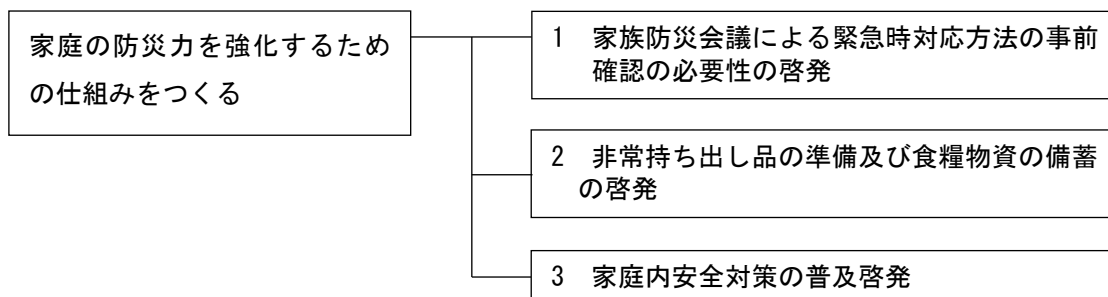 家庭の防災力を強化するため
の仕組みをつくる
1　家族防災会議による緊急時対応方法の事前
確認の必要性の啓発
2　非常持ち出し品の準備及び食糧物資の備蓄
の啓発
3　家庭内安全対策の普及啓発